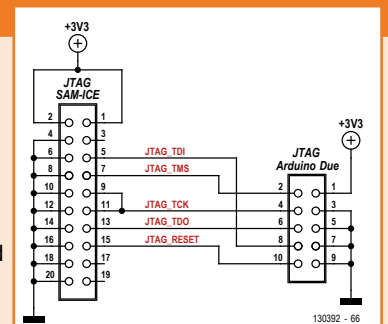 +3V3
JTAG
SAM-ICE
2 1
4 3
6 5 JTAG_TDI
8 7 JTAG_TMS
10 9
12 11 JTAG_TCK
14 13 JTAG_TDO
16 15 JTAG_RESET
18 17
20 19
+3V3
JTAG
Arduino Due
2 1
4 3
6 5
8 7
10 9
130392 - 66